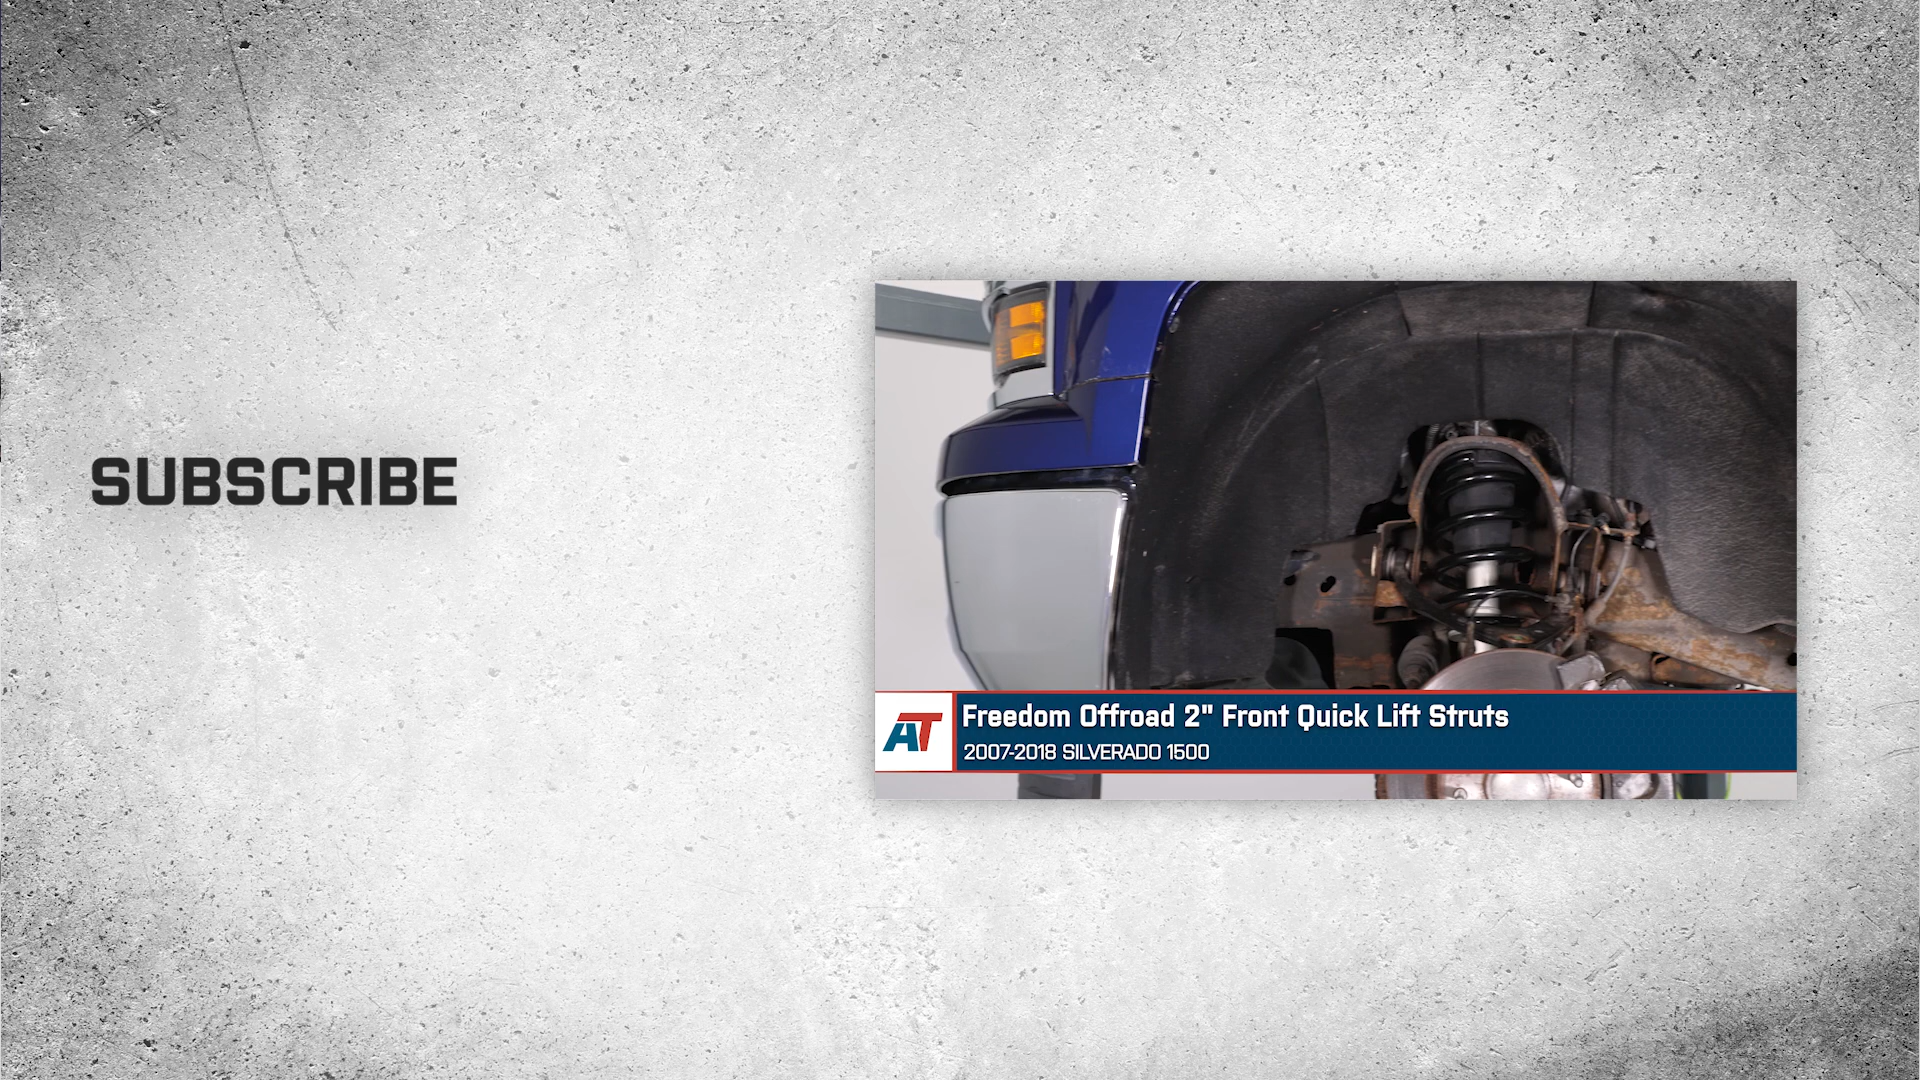 SUBSCRIBE
Freedom Offroad 2" Front Quick Lift Struts
AT
2007-2018 SILVERADO 1500